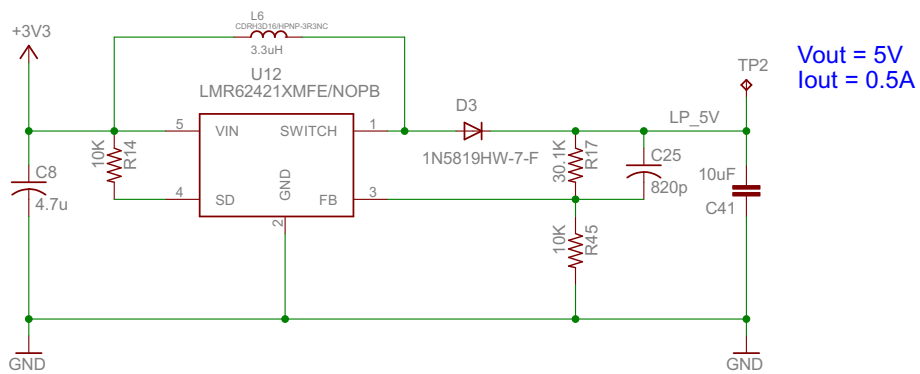 L6
CDRH3D16/HPNP-3R3NC
3.3uH
+3V3
U12
LMR62421XMFE/NOPB
Vout = 5V
Iout = 0.5A
TP2
D3
1N5819HW-7-F
LP_5V
5
VIN
SWITCH
1
10K
R14
4
SD
GND
2
FB
3
30.1K
R17
C25
820p
10uF
C41
C8
4.7u
10K
R45
GND
GND